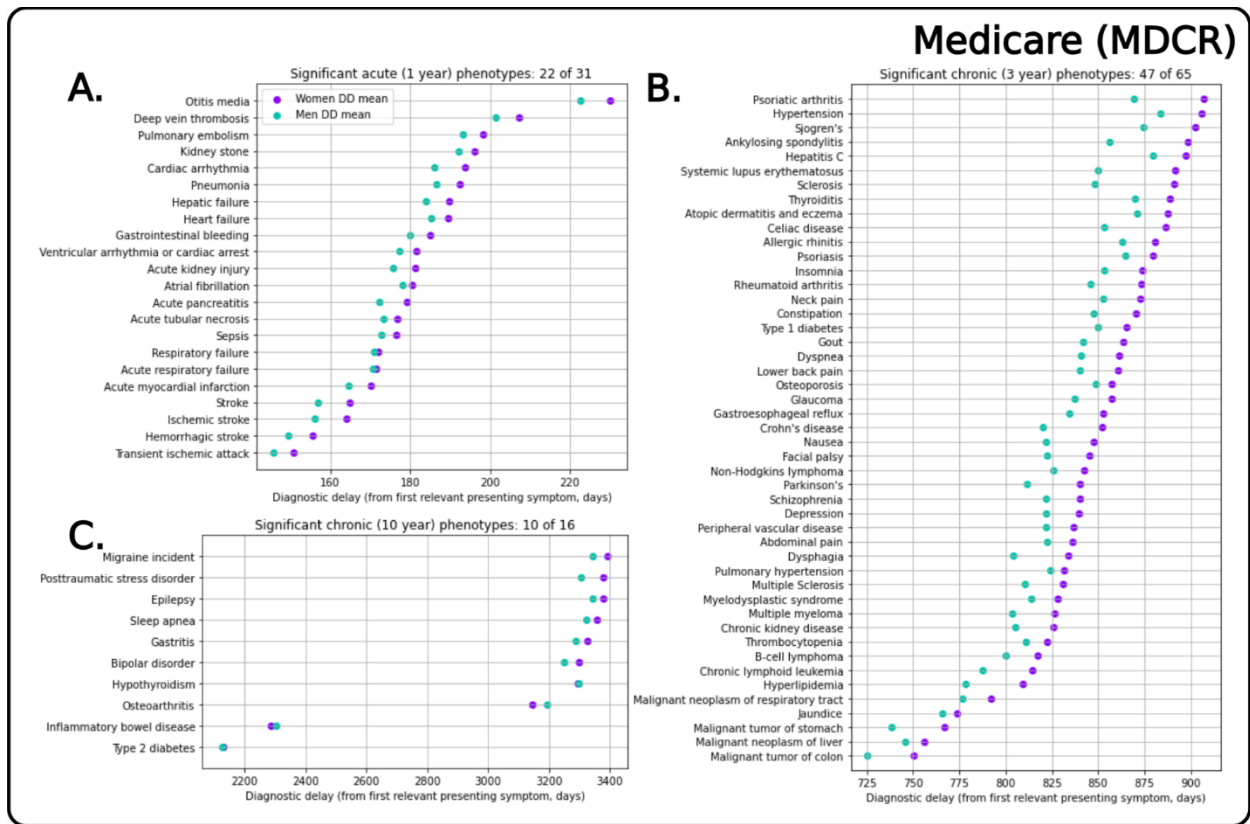 Medicare (MDCR)
A.
Significant acute (1 year) phenotypes: 22 of 31
Women DD mean
Men DD mean
Otitis media
Deep vein thrombosis
Pulmonary embolism
Kidney stone
Cardiac arrhythmia
Pneumonia
Hepatic failure
Heart failure
Gastrointestinal bleeding
Ventricular arrhythmia or cardiac arrest
Acute kidney injury
Atrial fibrillation
Acute pancreatitis
Acute tubular necrosis
Sepsis
Respiratory failure
Acute respiratory failure
Acute myocardial infarction
Stroke
Ischemic stroke
Hemorrhagic stroke
Transient ischemic attack
160 180 200 220
Diagnostic delay (from first relevant presenting symptom, days)
B.
Significant chronic (3 year) phenotypes: 47 of 65
Psoriatic arthritis
Hypertension
Sjogren's
Ankylosing spondylitis
Hepatitis C
Systemic lupus erythematosus
Sclerosis
Thyroiditis
Atopic dermatitis and eczema
Celiac disease
Allergic rhinitis
Psoriasis
Insomnia
Rheumatoid arthritis
Neck pain
Constipation
Type 1 diabetes
Gout
Dyspnea
Lower back pain
Osteoporosis
Glaucoma
Gastroesophageal reflux
Crohn's disease
Nausea
Facial palsy
Non-Hodgkins lymphoma
Parkinson's
Schizophrenia
Depression
Peripheral vascular disease
Abdominal pain
Dysphagia
Pulmonary hypertension
Multiple Sclerosis
Myelodysplastic syndrome
Multiple myeloma
Chronic kidney disease
Thrombocytopenia
B-cell lymphoma
Chronic lymphoid leukemia
Hyperlipidemia
Malignant neoplasm of respiratory tract
Jaundice
Malignant tumor of stomach
Malignant neoplasm of liver
Malignant tumor of colon
725 750 775 800 825 850 875 900
Diagnostic delay (from first relevant presenting symptom, days)
C.
Significant chronic (10 year) phenotypes: 10 of 16
Migraine incident
Posttraumatic stress disorder
Epilepsy
Sleep apnea
Gastritis
Bipolar disorder
Hypothyroidism
Osteoarthritis
Inflammatory bowel disease
Type 2 diabetes
2200 2400 2600 2800 3000 3200 3400
Diagnostic delay (from first relevant presenting symptom, days)